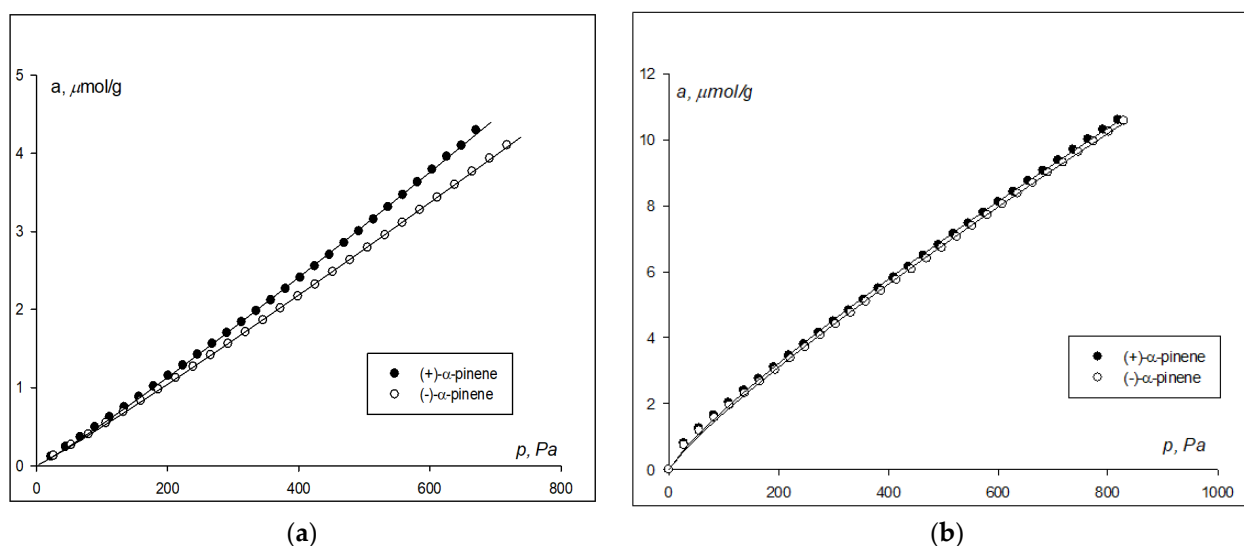 a, μmol/g
5
4
3
2
1
0
0 200 400 600 800
p, Pa
(+)-α-pinene
(-)-α-pinene
(a)
a, μmol/g
12
10
8
6
4
2
0
0 200 400 600 800 1000
p, Pa
(+)-α-pinene
(-)-α-pinene
(b)